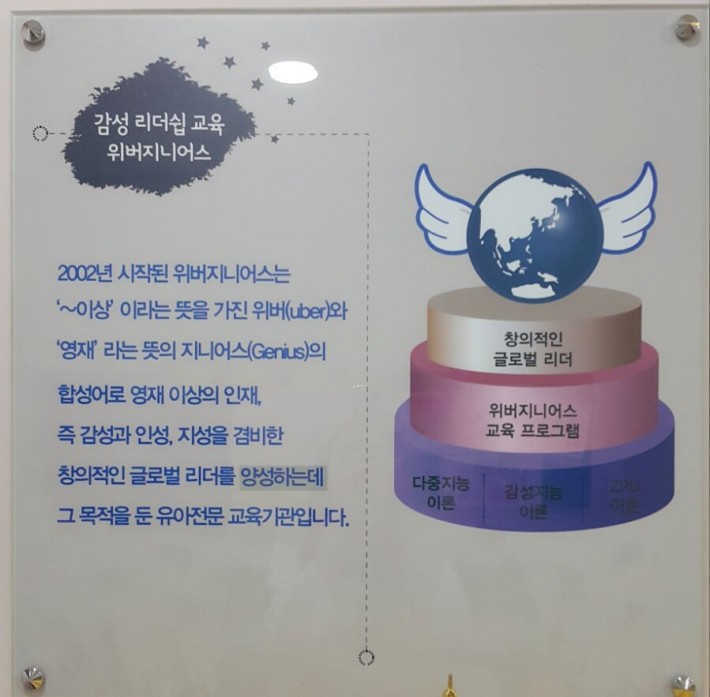 감성 리더쉽 교육
위버지니어스
2002년 시작된 위버지니어스는
‘~이상’ 이라는 뜻을 가진 위버(uber)와
‘영재’ 라는 뜻의 지니어스(Genius)의
합성어로 영재 이상의 인재,
즉 감성과 인성, 지성을 겸비한
창의적인 글로벌 리더를 양성하는데
그 목적을 둔 유아전문 교육기관입니다.
창의적인
글로벌 리더
위버지니어스
교육 프로그램
다중지능
이론
감성지능
이론
ZPD
이론